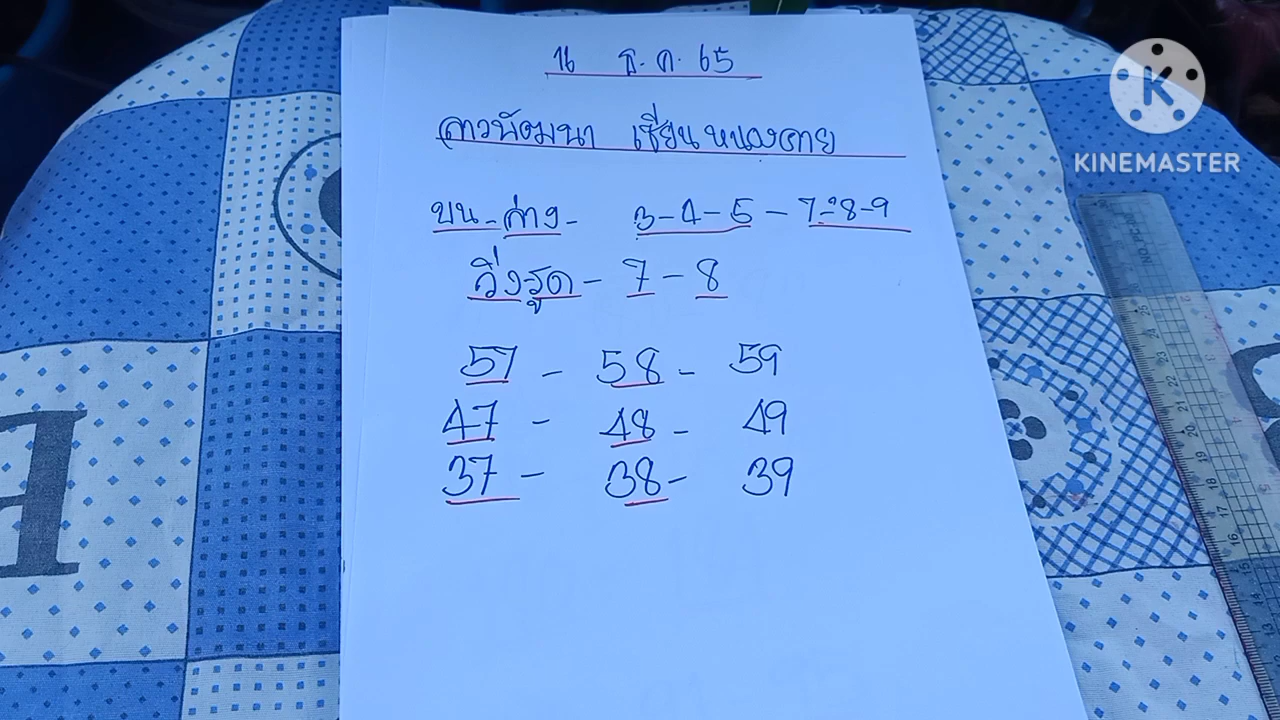 16 ธ.ค. 65
ลาวพัฒนา เซียนหนองคาย
บน-ล่าง- 3-4-5-7-8-9
วิ่งรูด-7-8
57-58-59
47-48-49
37-38-39
K
KINEMASTER